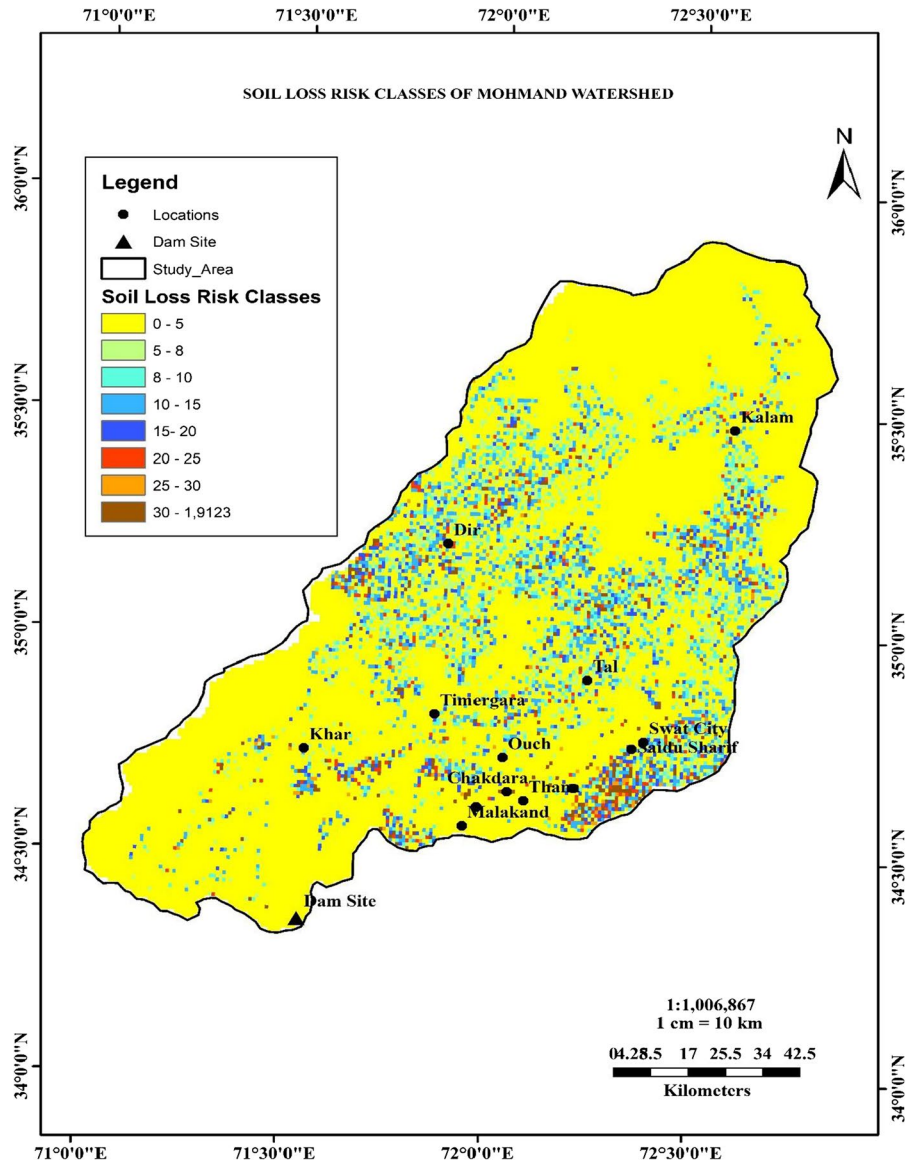 71°0'0"E 71°30'0"E 72°0'0"E 72°30'0"E
SOIL LOSS RISK CLASSES OF MOHMAND WATERSHED
N
Legend
Locations
Dam Site
Study_Area
Soil Loss Risk Classes
0 - 5
5 - 8
8 - 10
10 - 15
15- 20
20 - 25
25 - 30
30 - 1,9123
36°0'0"N
35°30'0"N
35°0'0"N
34°30'0"N
34°0'0"N
36°0'0"N
35°30'0"N
35°0'0"N
34°30'0"N
34°0'0"N
Kalam
Dir
Tal
Timergara
Swat City
Khar
Ouch
Saidu Sharif
Chakdara
Thana
Malakand
Dam Site
1:1,006,867
1 cm = 10 km
04.258.5 17 25.5 34 42.5
Kilometers
71°0'0"E 71°30'0"E 72°0'0"E 72°30'0"E